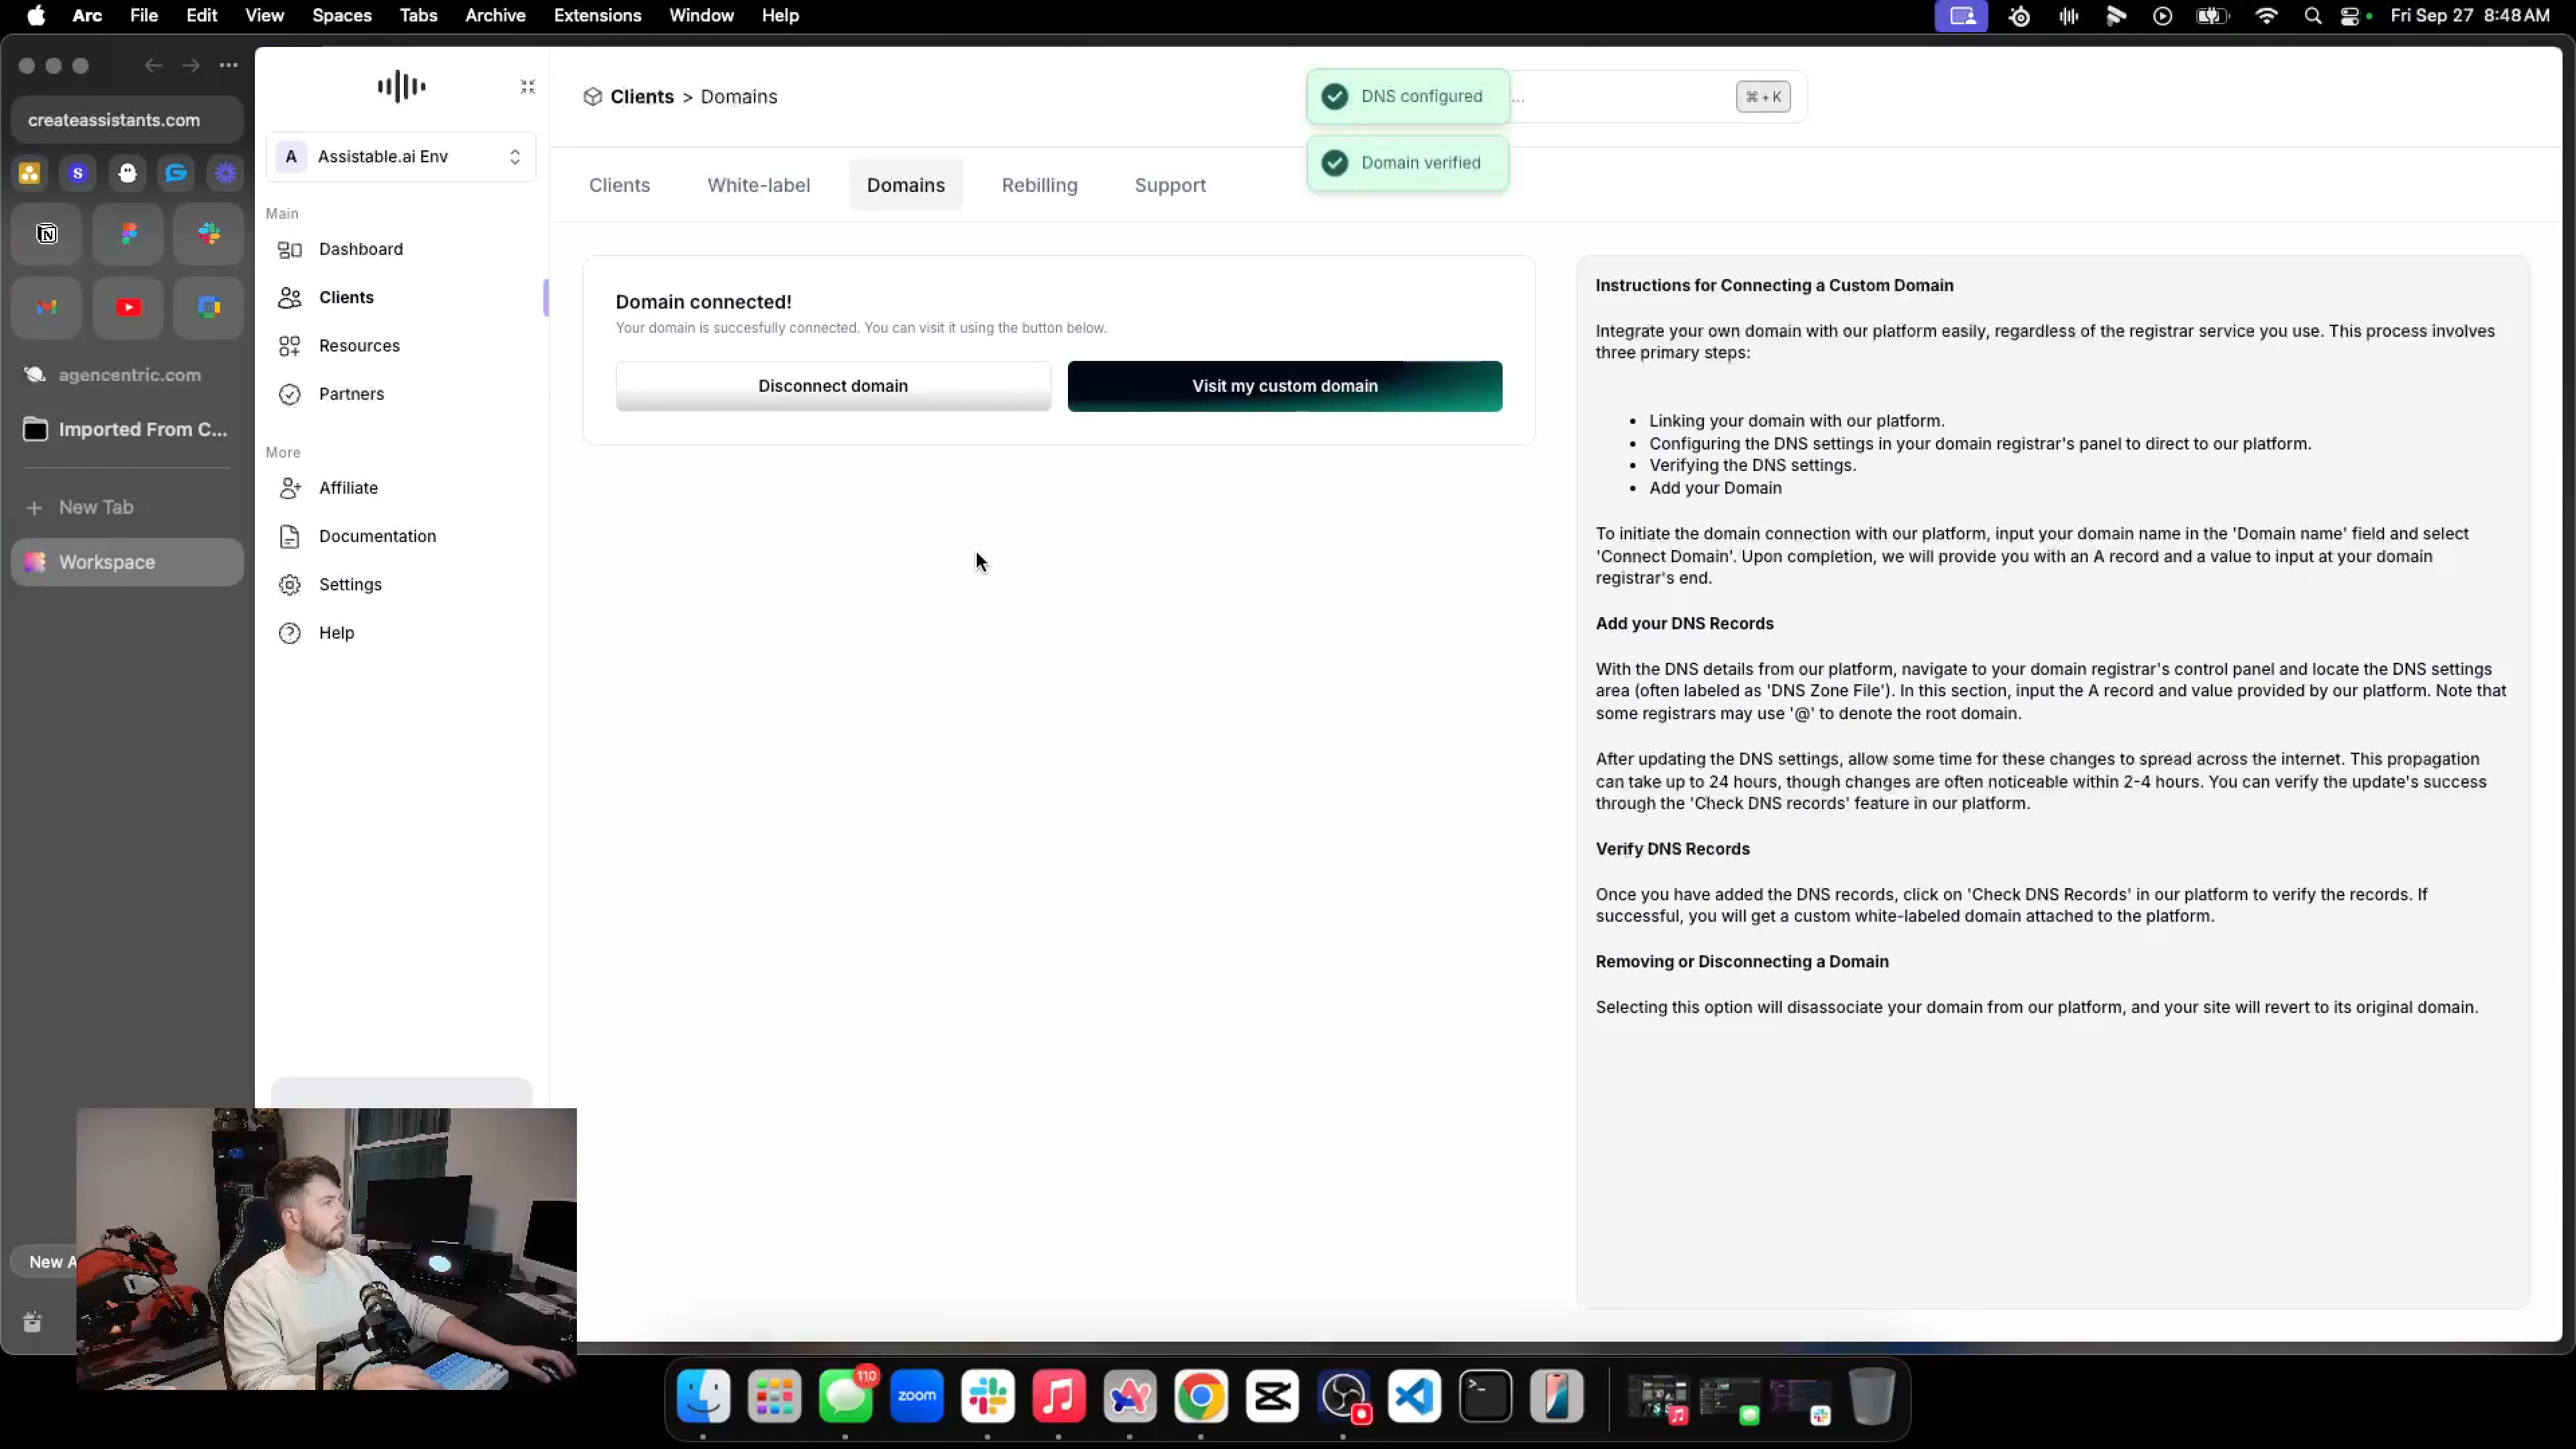 Arc File Edit View Spaces Tabs Archive Extensions Window Help
Fri Sep 27 8:48 AM
createassistants.com
agencentric.com
Imported From C...
New Tab
Workspace
New A
Assistable.ai Env
A
Main
Dashboard
Clients
Resources
Partners
More
Affiliate
Documentation
Settings
Help
Clients > Domains
...
⌘ + K
DNS configured
Domain verified
Clients White-label Domains Rebilling Support
Domain connected!
Your domain is succesfully connected. You can visit it using the button below.
Disconnect domain
Visit my custom domain
Instructions for Connecting a Custom Domain
Integrate your own domain with our platform easily, regardless of the registrar service you use. This process involves
three primary steps:
• Linking your domain with our platform.
• Configuring the DNS settings in your domain registrar's panel to direct to our platform.
• Verifying the DNS settings.
• Add your Domain
To initiate the domain connection with our platform, input your domain name in the 'Domain name' field and select
'Connect Domain'. Upon completion, we will provide you with an A record and a value to input at your domain
registrar's end.
Add your DNS Records
With the DNS details from our platform, navigate to your domain registrar's control panel and locate the DNS settings
area (often labeled as 'DNS Zone File'). In this section, input the A record and value provided by our platform. Note that
some registrars may use '@' to denote the root domain.
After updating the DNS settings, allow some time for these changes to spread across the internet. This propagation
can take up to 24 hours, though changes are often noticeable within 2-4 hours. You can verify the update's success
through the 'Check DNS records' feature in our platform.
Verify DNS Records
Once you have added the DNS records, click on 'Check DNS Records' in our platform to verify the records. If
successful, you will get a custom white-labeled domain attached to the platform.
Removing or Disconnecting a Domain
Selecting this option will disassociate your domain from our platform, and your site will revert to its original domain.
110
zoom